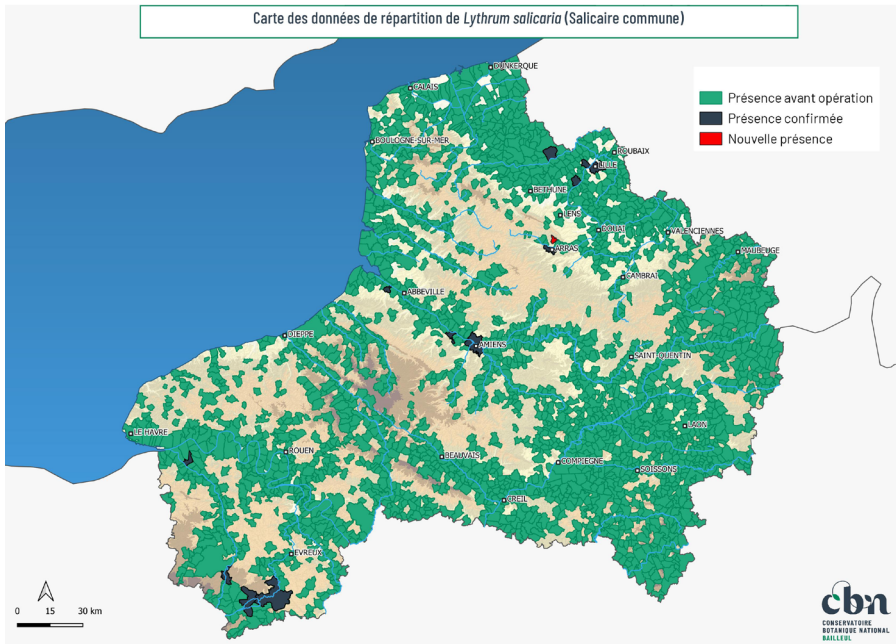 Carte des données de répartition de Lythrum salicaria (Salicaire commune)
Présence avant opération
Présence confirmée
Nouvelle présence
DUNKERQUE
CALAIS
BOULOGNE-SUR-MER
ROUBAIX
LILLE
BETHUNE
LENS
DOUAI
VALENCIENNES
MAUBEUGE
ARRAS
CAMBRAI
ABBEVILLE
DIEPPE
AMIENS
SAINT-QUENTIN
LE HAVRE
ROUEN
BEAUVAIS
COMPIEGNE
LAON
SOISSONS
CREIL
EVREUX
0 15 30 km
cbn
CONSERVATOIRE
BOTANIQUE NATIONAL
BAILLEUL